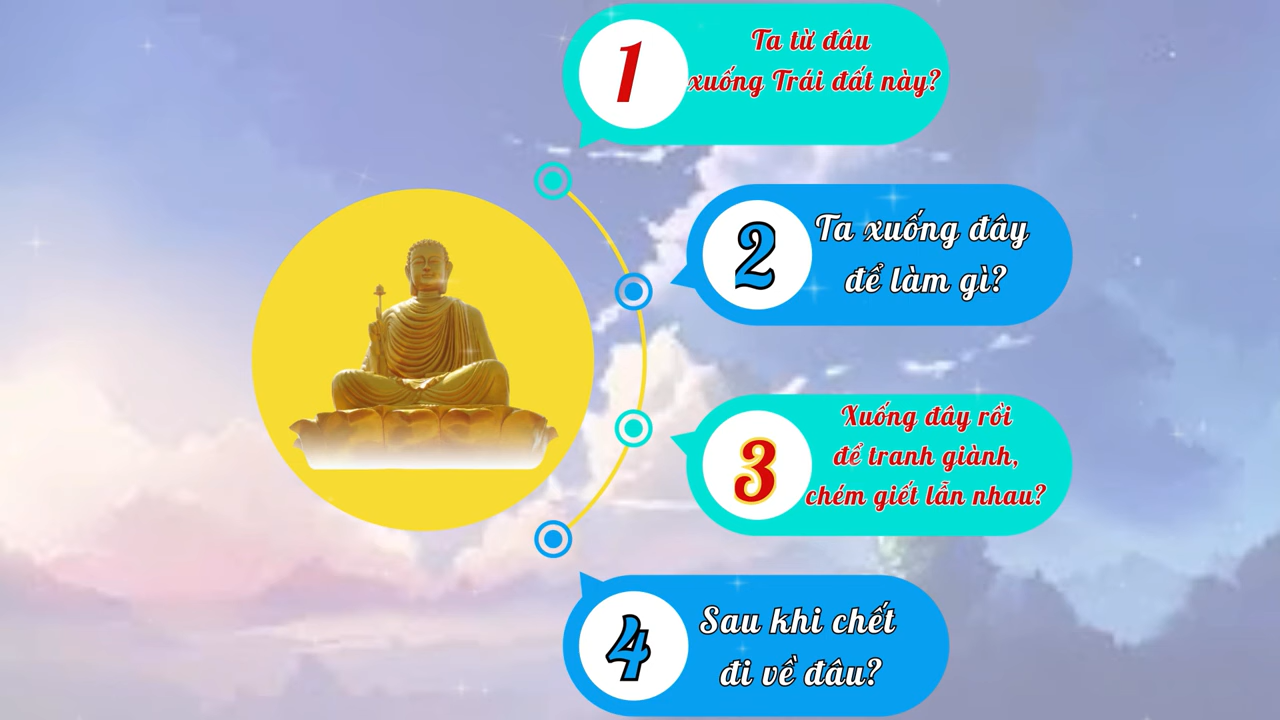 1
Ta từ đâu
xuống Trái đất này?
2
Ta xuống đây
để làm gì?
3
Xuống đây rồi
để tranh giành,
chém giết lẫn nhau?
4
Sau khi chết
đi về đâu?